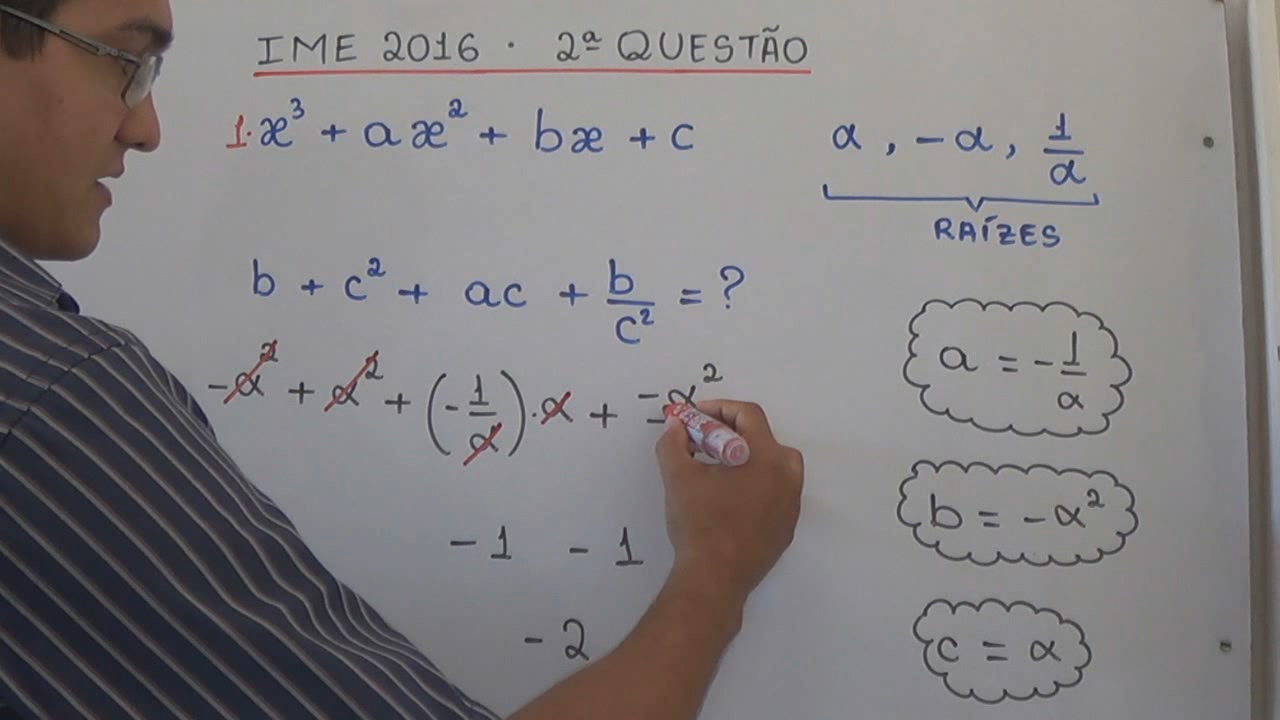 IME 2016 · 2ª QUESTÃO
1·x³ + ax² + bx + c
α, -α, 1/α
RAÍZES
b + c² + ac + b/c² = ?
-α² + α² + (-1/α)·α + -α²
a = -1/α
b = -α²
-1 -1
-2
c = α